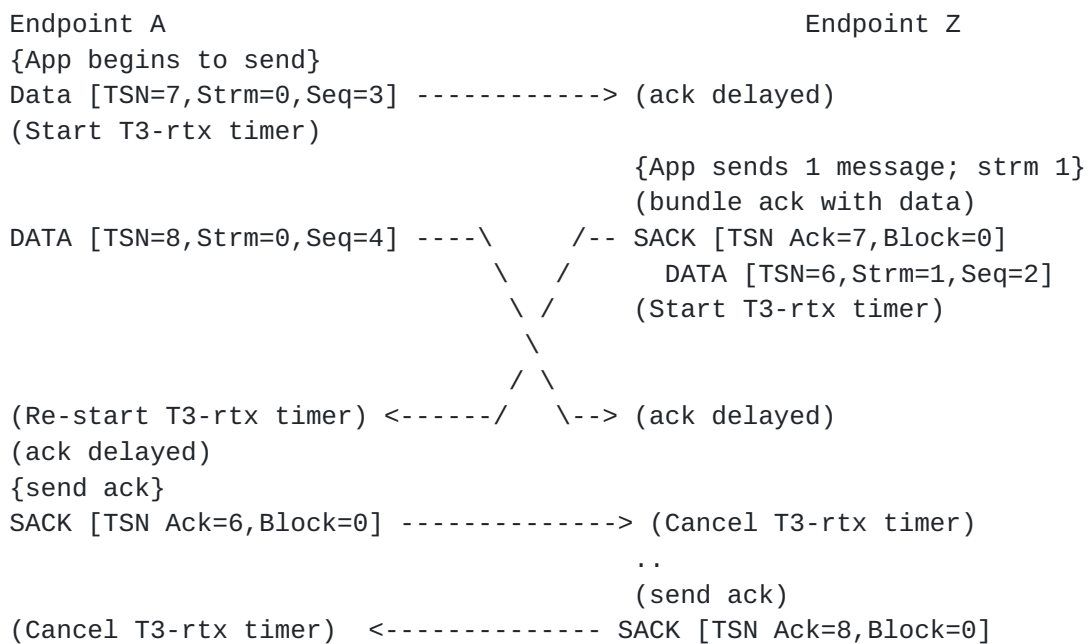 Endpoint A                                         Endpoint Z
{App begins to send}
Data [TSN=7,Strm=0,Seq=3] ------------> (ack delayed)
(Start T3-rtx timer)
                                        {App sends 1 message; strm 1}
                                        (bundle ack with data)
DATA [TSN=8,Strm=0,Seq=4] ----\     /-- SACK [TSN Ack=7,Block=0]
                               \   /      DATA [TSN=6,Strm=1,Seq=2]
                                \ /     (Start T3-rtx timer)
                                 \
                                / \
(Re-start T3-rtx timer) <------/   \--> (ack delayed)
(ack delayed)
{send ack}
SACK [TSN Ack=6,Block=0] --------------> (Cancel T3-rtx timer)
                                        ..
                                        (send ack)
(Cancel T3-rtx timer)  <-------------- SACK [TSN Ack=8,Block=0]